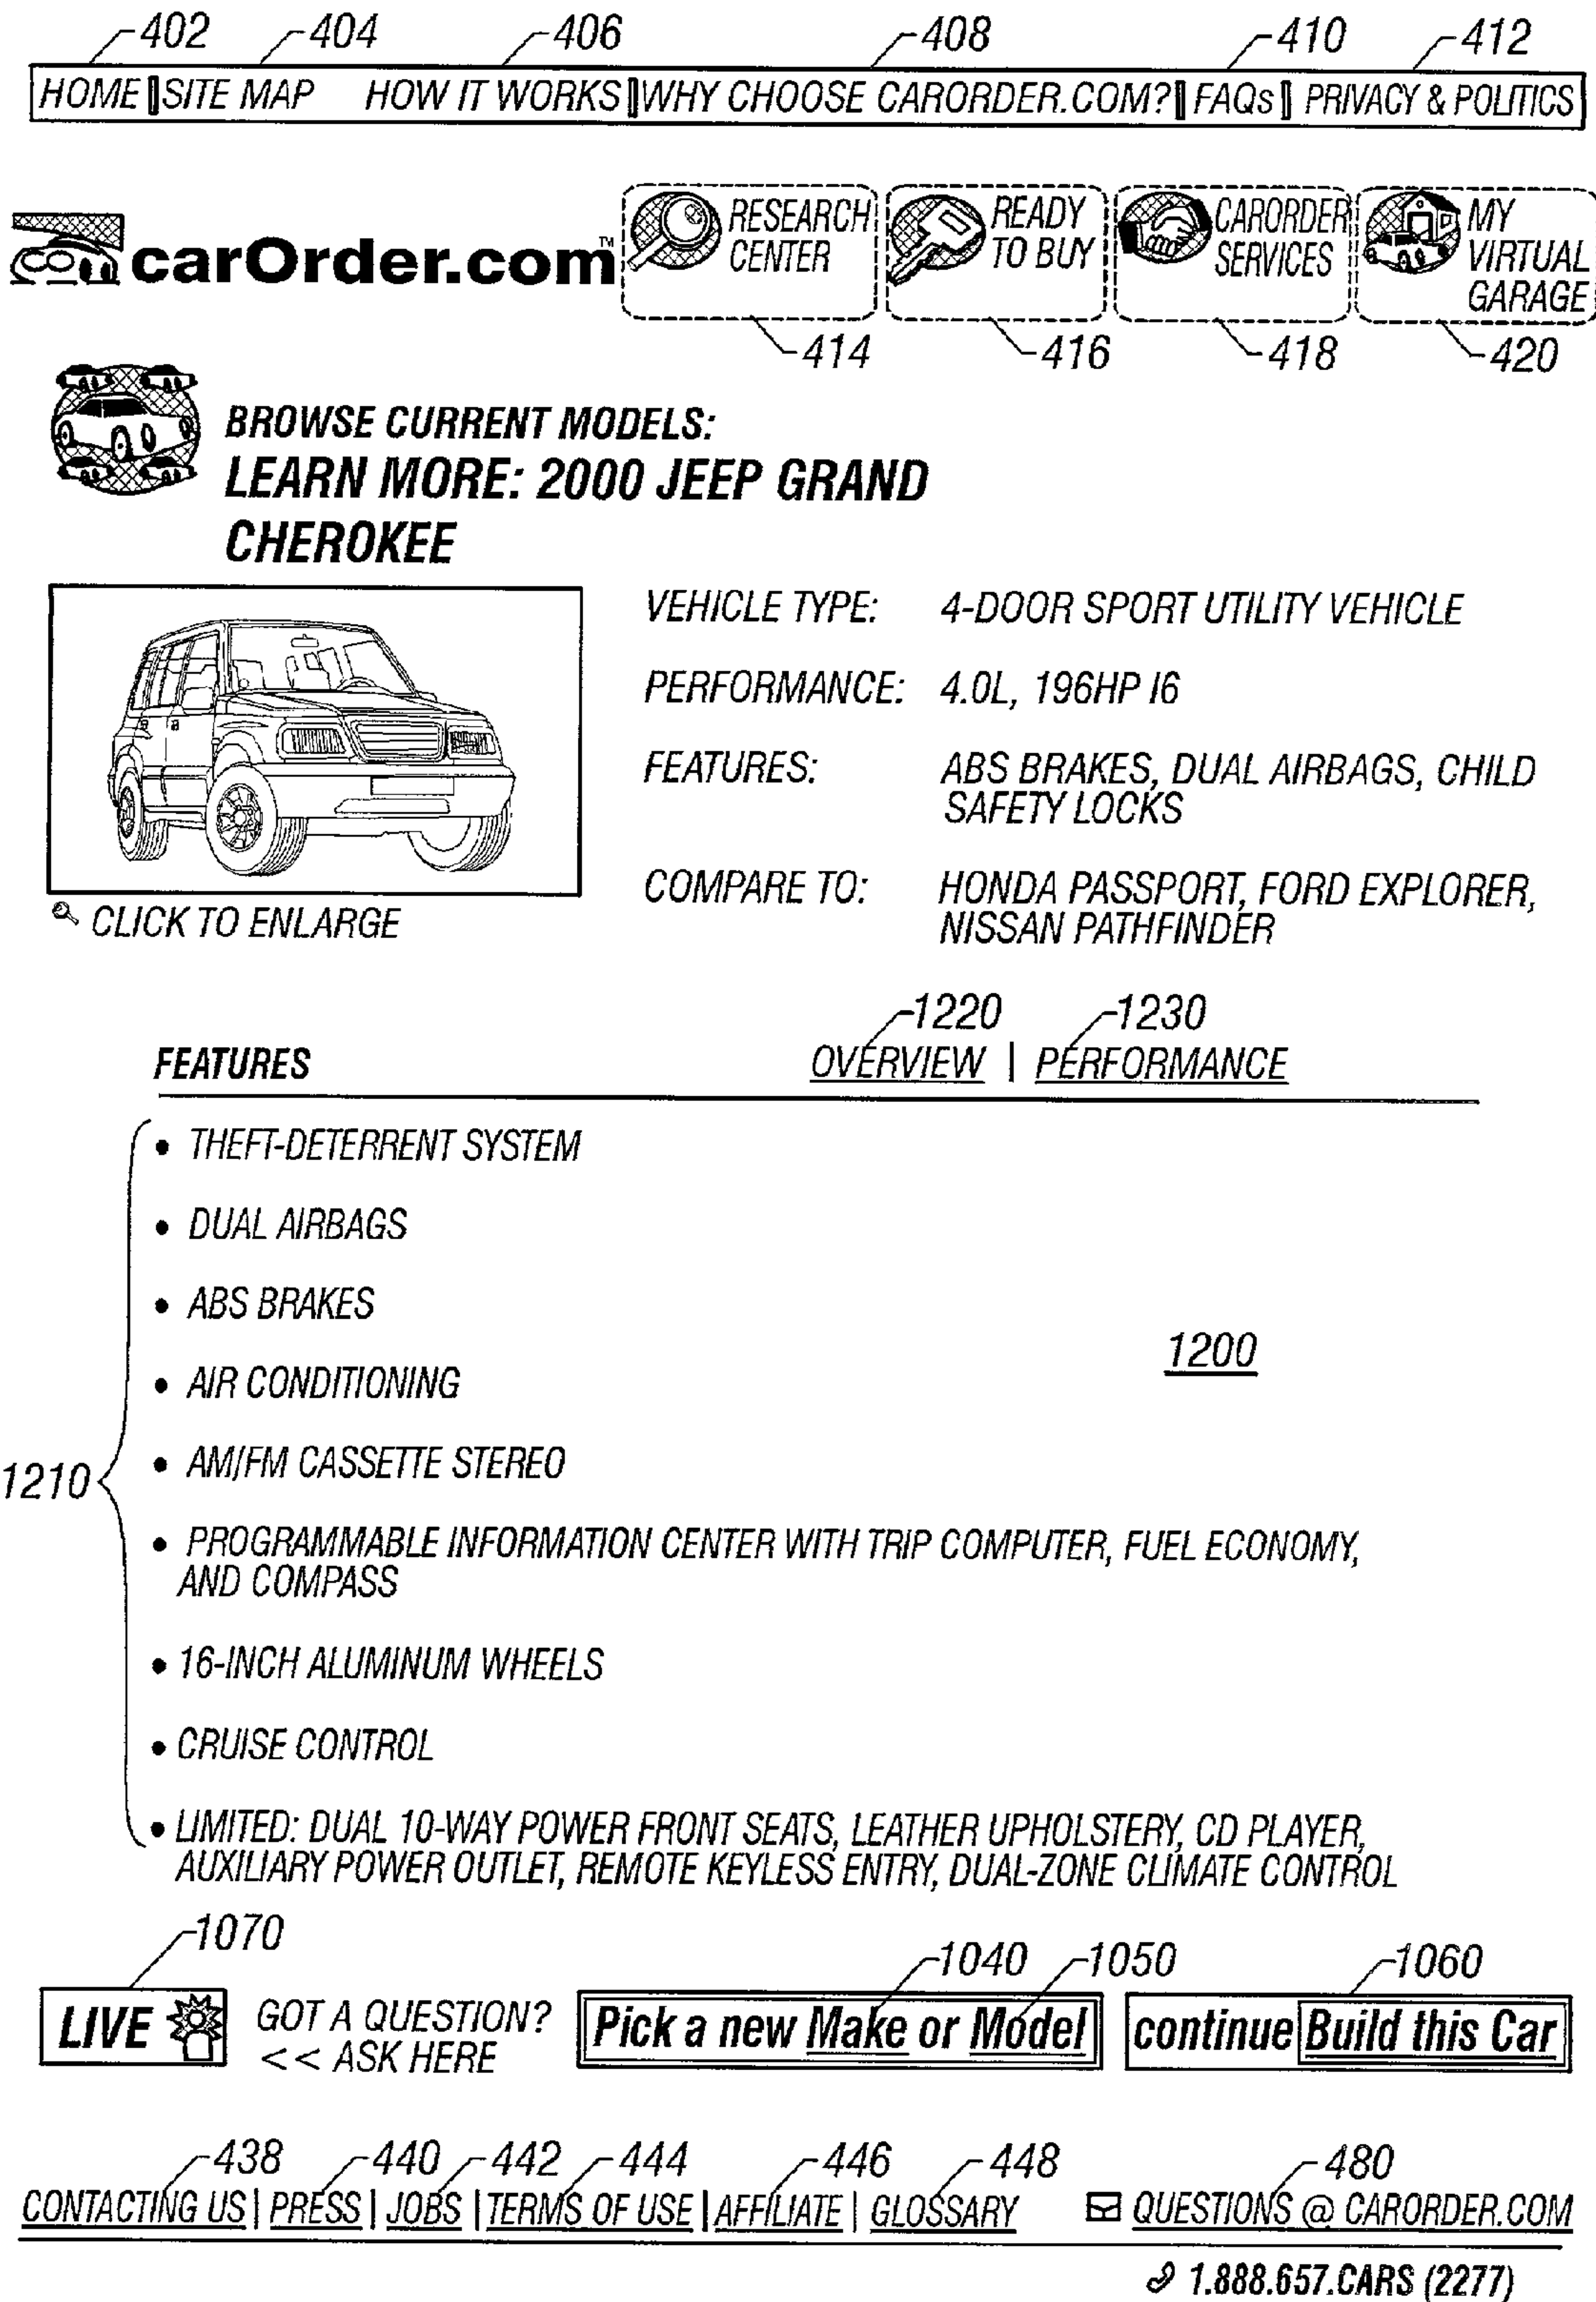 402 404 406 408 410 412
HOME SITE MAP HOW IT WORKS WHY CHOOSE CARORDER.COM? FAQs PRIVACY & POLITICS
carOrder.com™
RESEARCH CENTER
READY TO BUY
CARORDER SERVICES
MY VIRTUAL GARAGE
414 416 418 420
BROWSE CURRENT MODELS:
LEARN MORE: 2000 JEEP GRAND
CHEROKEE
VEHICLE TYPE: 4-DOOR SPORT UTILITY VEHICLE
PERFORMANCE: 4.0L, 196HP I6
FEATURES: ABS BRAKES, DUAL AIRBAGS, CHILD
SAFETY LOCKS
COMPARE TO: HONDA PASSPORT, FORD EXPLORER,
NISSAN PATHFINDER
CLICK TO ENLARGE
1220 1230
FEATURES OVERVIEW | PERFORMANCE
• THEFT-DETERRENT SYSTEM
• DUAL AIRBAGS
• ABS BRAKES
1200
• AIR CONDITIONING
• AM/FM CASSETTE STEREO
1210
• PROGRAMMABLE INFORMATION CENTER WITH TRIP COMPUTER, FUEL ECONOMY,
AND COMPASS
• 16-INCH ALUMINUM WHEELS
• CRUISE CONTROL
• LIMITED: DUAL 10-WAY POWER FRONT SEATS, LEATHER UPHOLSTERY, CD PLAYER,
AUXILIARY POWER OUTLET, REMOTE KEYLESS ENTRY, DUAL-ZONE CLIMATE CONTROL
1070 1040 1050 1060
LIVE
GOT A QUESTION?
<< ASK HERE
Pick a new Make or Model
continue Build this Car
438 440 442 444 446 448 480
CONTACTING US | PRESS | JOBS | TERMS OF USE | AFFILIATE | GLOSSARY QUESTIONS @ CARORDER.COM
1.888.657.CARS (2277)